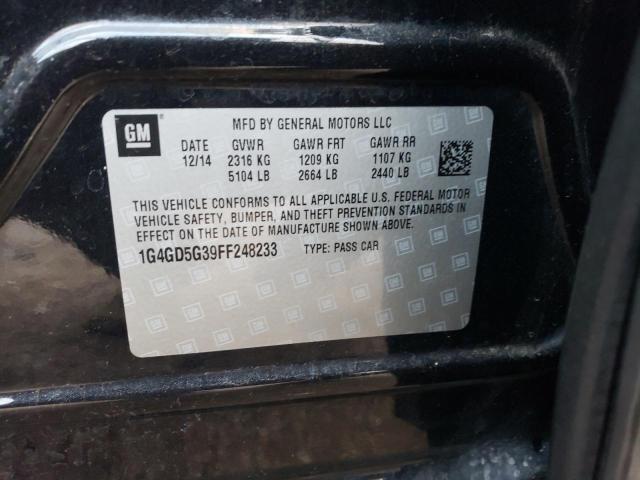 GM
MFD BY GENERAL MOTORS LLC
DATE GVWR GAWR FRT GAWR RR
12/14 2316 KG 1209 KG 1107 KG
5104 LB 2664 LB 2440 LB
THIS VEHICLE CONFORMS TO ALL APPLICABLE U.S. FEDERAL MOTOR
VEHICLE SAFETY, BUMPER, AND THEFT PREVENTION STANDARDS IN
EFFECT ON THE DATE OF MANUFACTURE SHOWN ABOVE.
1G4GD5G39FF248233 TYPE: PASS CAR